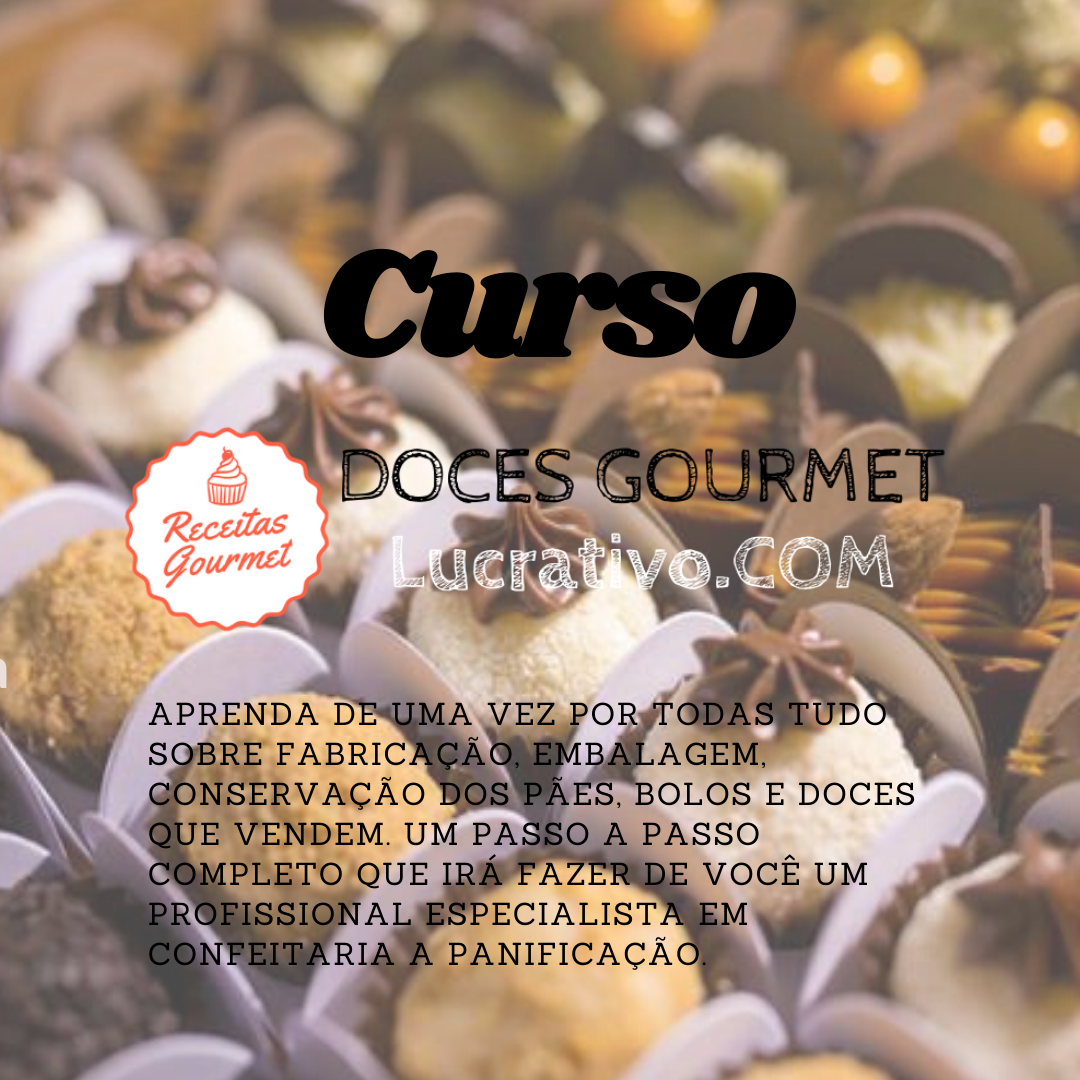 Curso
Receitas
Gourmet
DOCES GOURMET
Lucrativo.COM
APRENDA DE UMA VEZ POR TODAS TUDO
SOBRE FABRICAÇÃO, EMBALAGEM,
CONSERVAÇÃO DOS PÃES, BOLOS E DOCES
QUE VENDEM. UM PASSO A PASSO
COMPLETO QUE IRÁ FAZER DE VOCÊ UM
PROFISSIONAL ESPECIALISTA EM
CONFEITARIA A PANIFICAÇÃO.